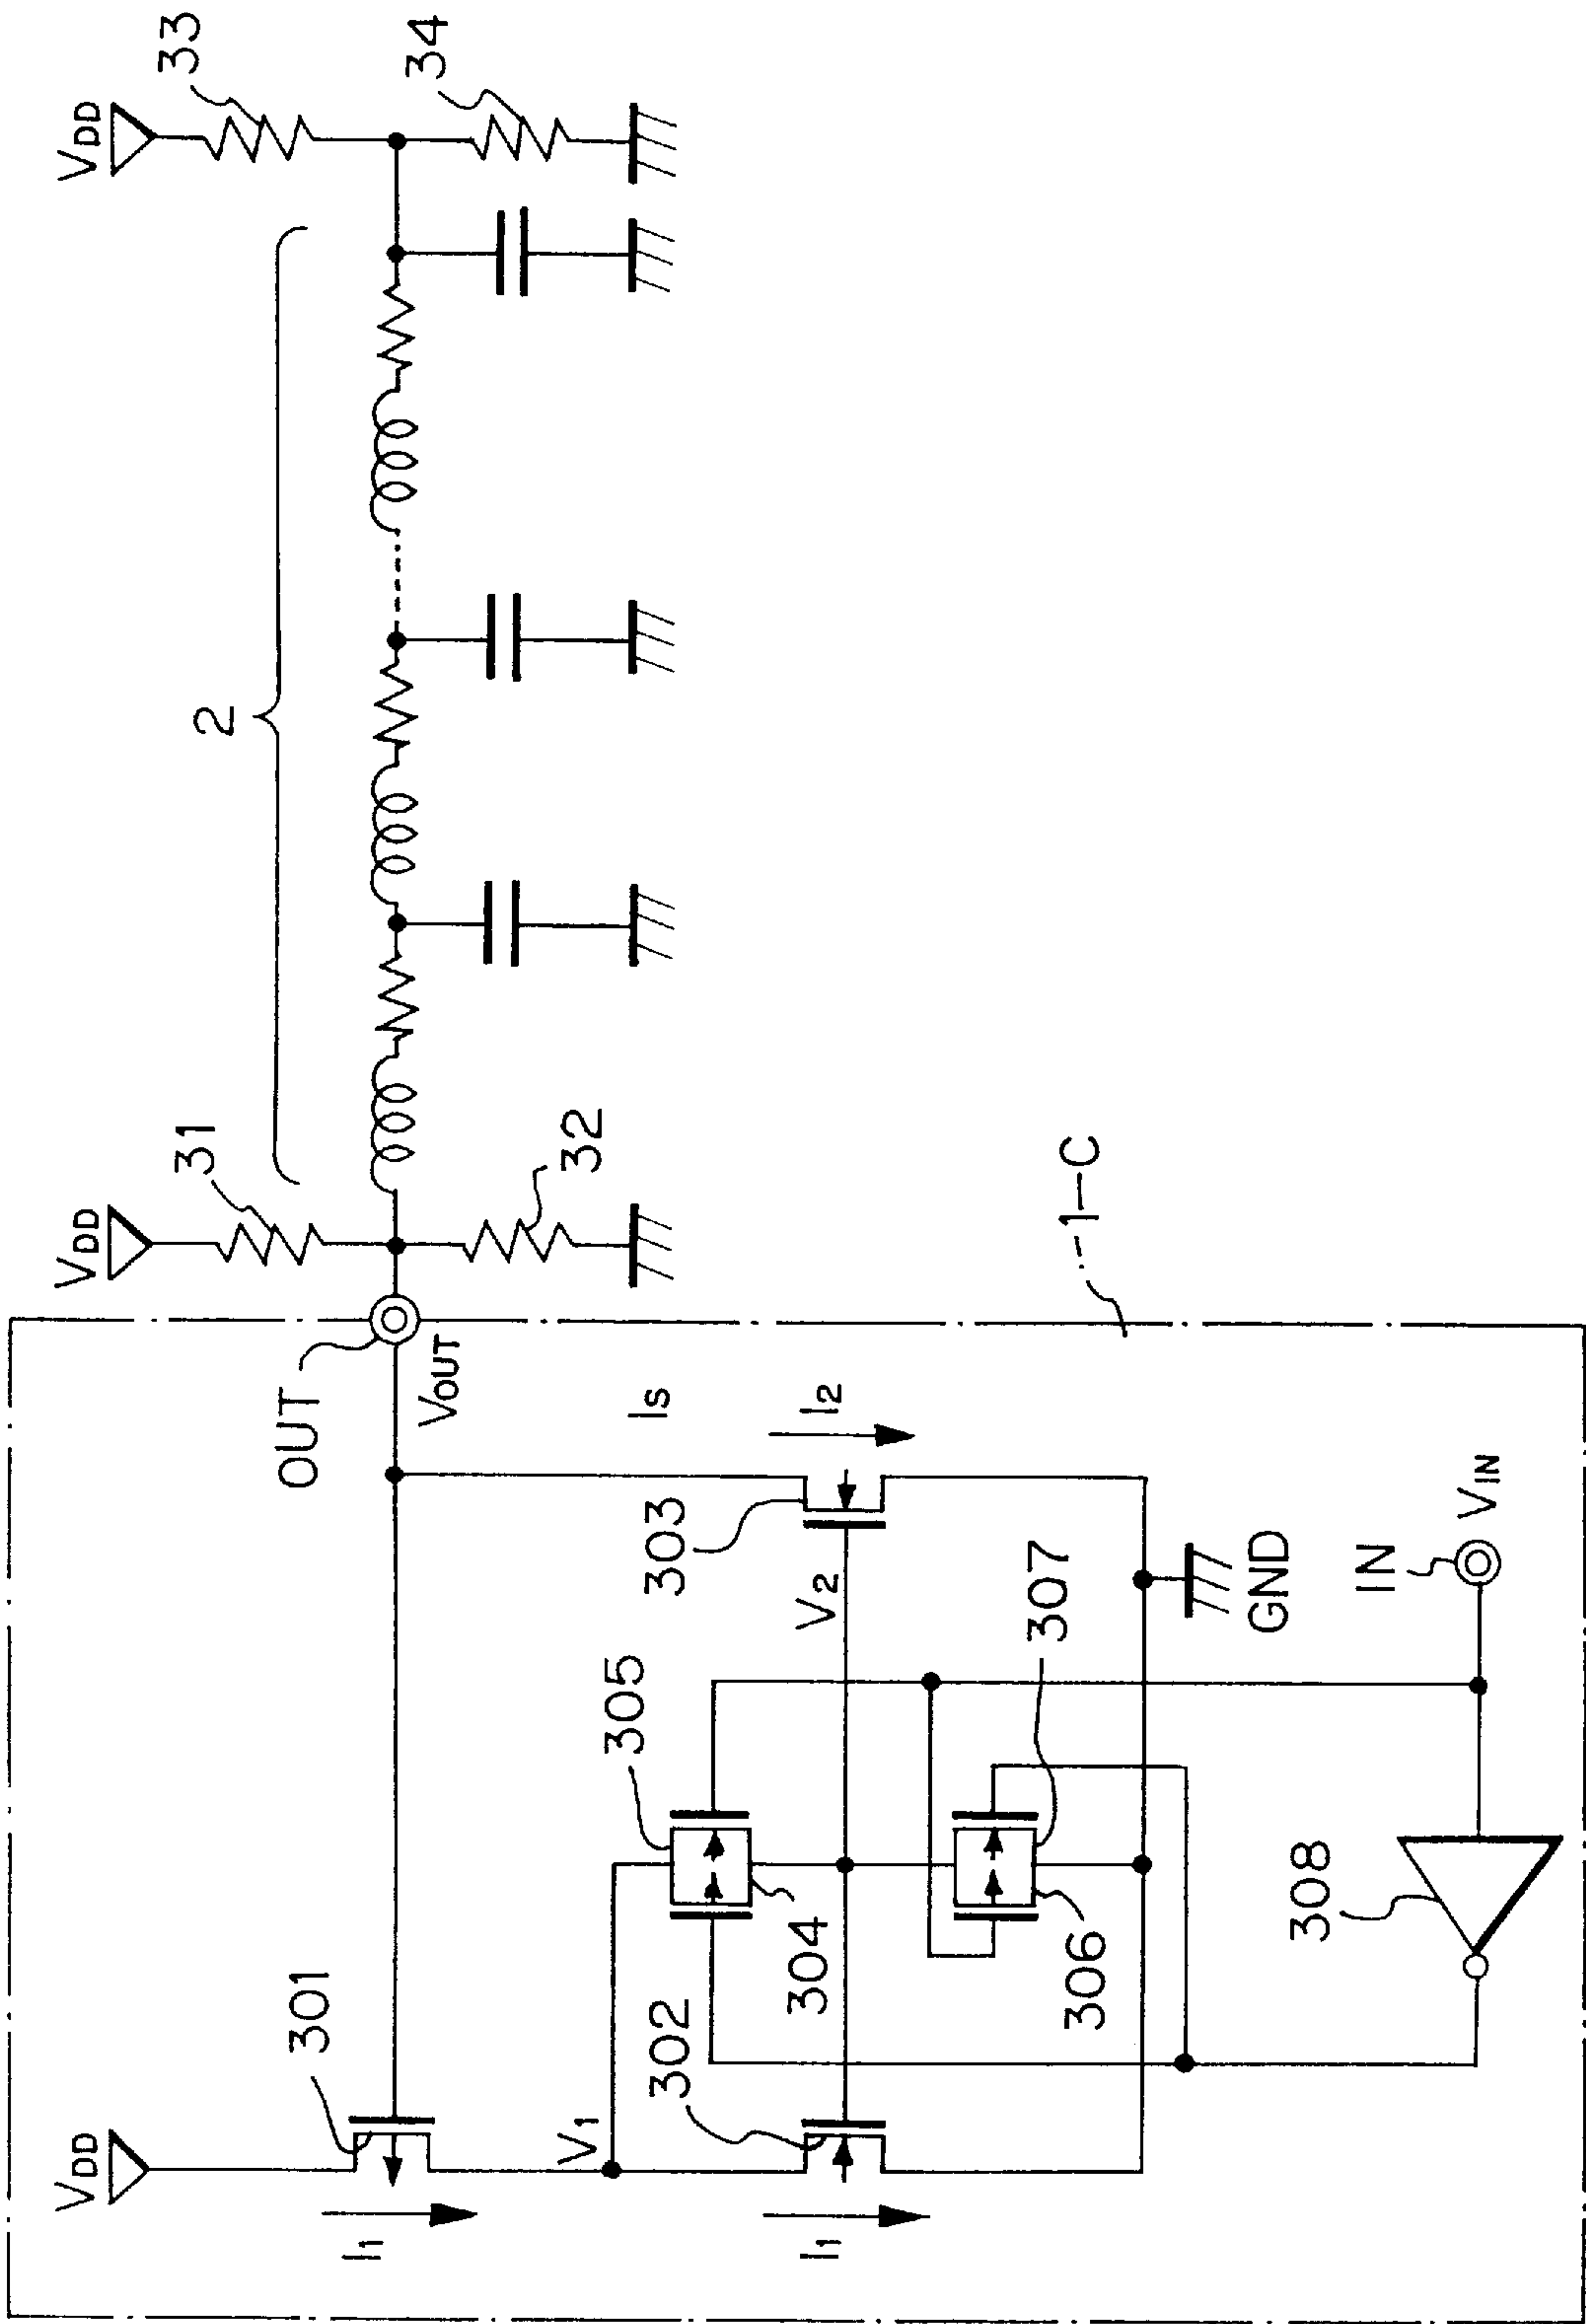 VDD
33
34
2
VDD
31
32
OUT
VOUT
1-C
IS
I2
303
V2
305
307
GND
IN
VIN
304
306
308
VDD
301
302
V1
I1
I1